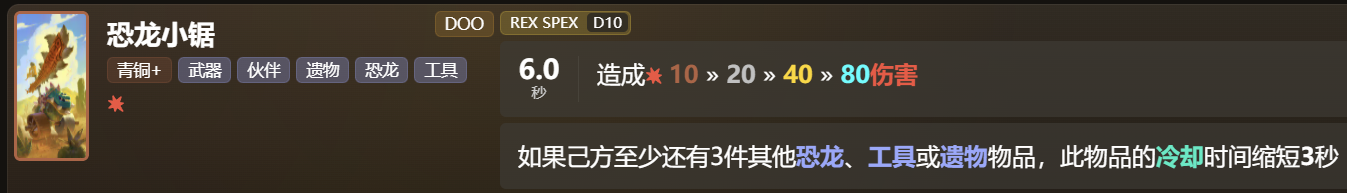 恐龙小锯
DOO
青铜+ 武器 伙伴 遗物 恐龙 工具
REX SPEX D10
6.0
秒
造成 10 » 20 » 40 » 80伤害
如果己方至少还有3件其他恐龙、工具或遗物物品，此物品的冷却时间缩短3秒